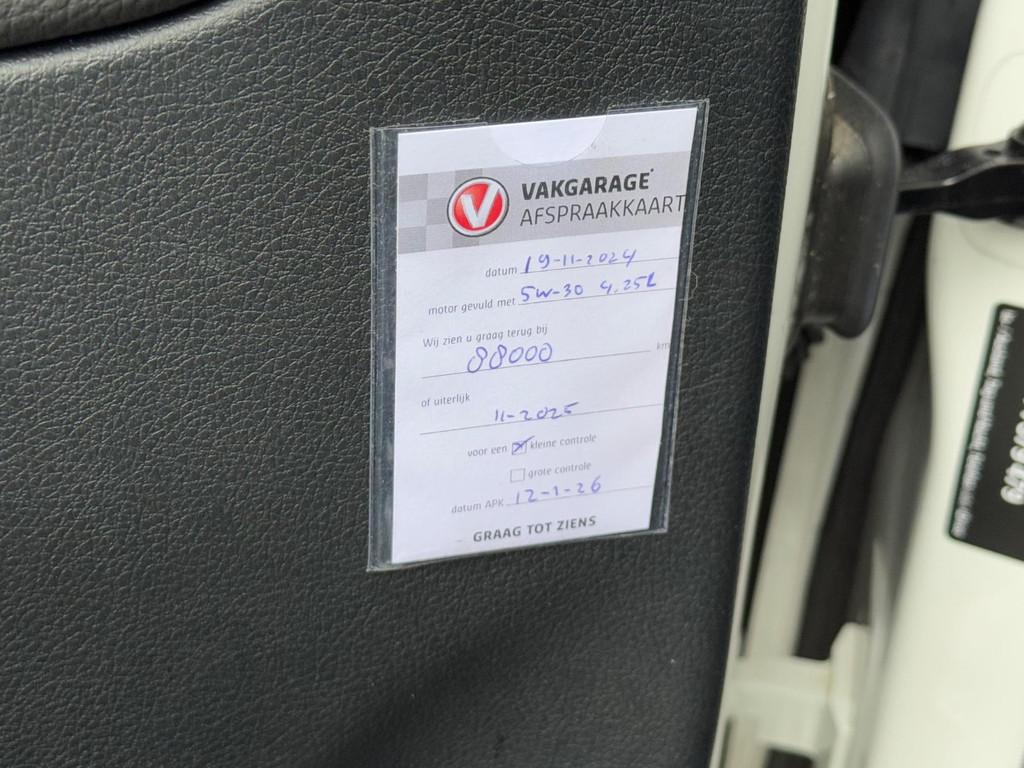 VAKGARAGE
AFSPRAAKKAART
datum 19-11-2024
motor gevuld met 5W-30 4.25L
Wij zien u graag terug bij
88000 km
of uiterlijk
11-2025
voor een kleine controle
grote controle
datum APK 12-1-26
GRAAG TOT ZIENS